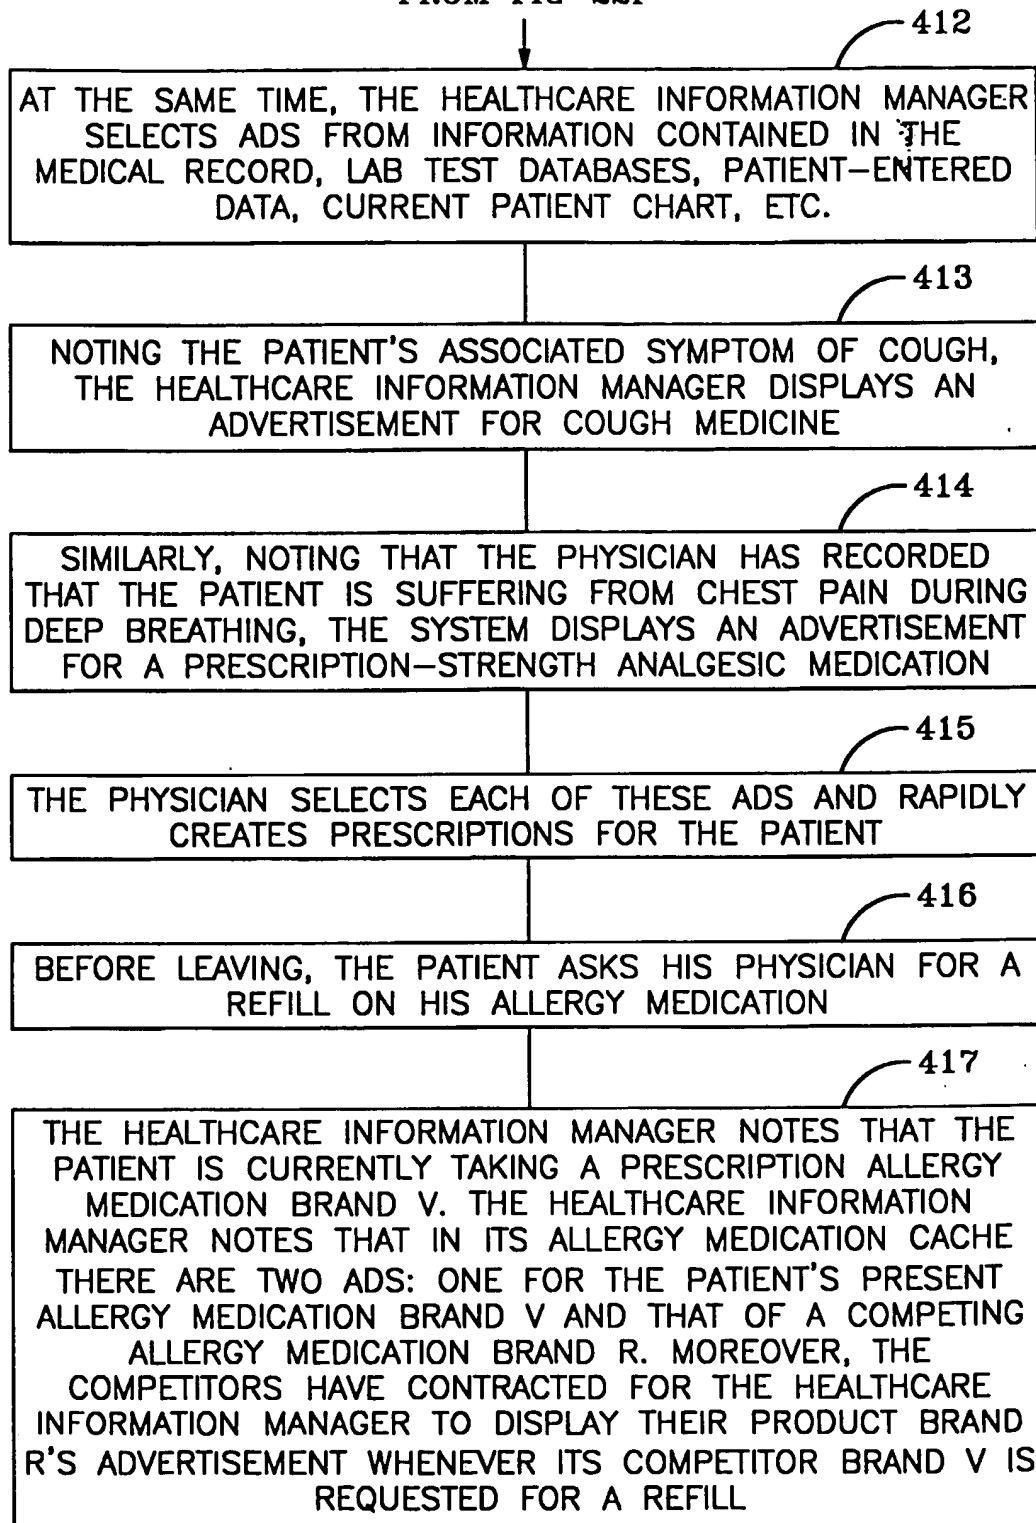 412
AT THE SAME TIME, THE HEALTHCARE INFORMATION MANAGER
SELECTS ADS FROM INFORMATION CONTAINED IN THE
MEDICAL RECORD, LAB TEST DATABASES, PATIENT-ENTERED
DATA, CURRENT PATIENT CHART, ETC.
413
NOTING THE PATIENT'S ASSOCIATED SYMPTOM OF COUGH,
THE HEALTHCARE INFORMATION MANAGER DISPLAYS AN
ADVERTISEMENT FOR COUGH MEDICINE
414
SIMILARLY, NOTING THAT THE PHYSICIAN HAS RECORDED
THAT THE PATIENT IS SUFFERING FROM CHEST PAIN DURING
DEEP BREATHING, THE SYSTEM DISPLAYS AN ADVERTISEMENT
FOR A PRESCRIPTION-STRENGTH ANALGESIC MEDICATION
415
THE PHYSICIAN SELECTS EACH OF THESE ADS AND RAPIDLY
CREATES PRESCRIPTIONS FOR THE PATIENT
416
BEFORE LEAVING, THE PATIENT ASKS HIS PHYSICIAN FOR A
REFILL ON HIS ALLERGY MEDICATION
417
THE HEALTHCARE INFORMATION MANAGER NOTES THAT THE
PATIENT IS CURRENTLY TAKING A PRESCRIPTION ALLERGY
MEDICATION BRAND V. THE HEALTHCARE INFORMATION
MANAGER NOTES THAT IN ITS ALLERGY MEDICATION CACHE
THERE ARE TWO ADS: ONE FOR THE PATIENT'S PRESENT
ALLERGY MEDICATION BRAND V AND THAT OF A COMPETING
ALLERGY MEDICATION BRAND R. MOREOVER, THE
COMPETITORS HAVE CONTRACTED FOR THE HEALTHCARE
INFORMATION MANAGER TO DISPLAY THEIR PRODUCT BRAND
R'S ADVERTISEMENT WHENEVER ITS COMPETITOR BRAND V IS
REQUESTED FOR A REFILL